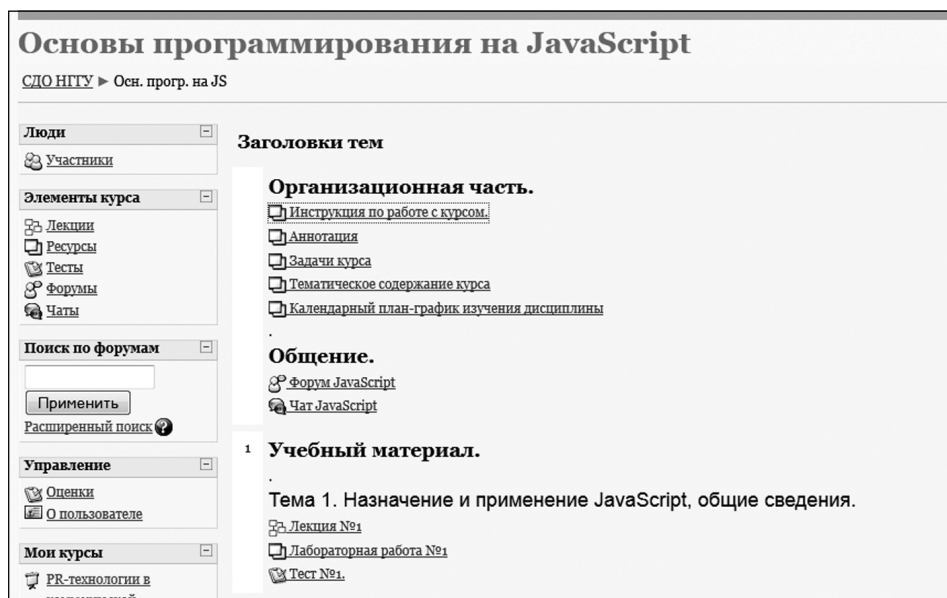 Основы программирования на JavaScript
СДО НГТУ ► Осн. прогр. на JS
Люди
Участники
Элементы курса
Лекции
Ресурсы
Тесты
Форумы
Чаты
Поиск по форумам
Применить
Расширенный поиск
Управление
Оценки
О пользователе
Мои курсы
PR-технологии в
Заголовки тем
Организационная часть.
Инструкция по работе с курсом.
Аннотация
Задачи курса
Тематическое содержание курса
Календарный план-график изучения дисциплины
.
Общение.
Форум JavaScript
Чат JavaScript
1 Учебный материал.
.
Тема 1. Назначение и применение JavaScript, общие сведения.
Лекция №1
Лабораторная работа №1
Тест №1.